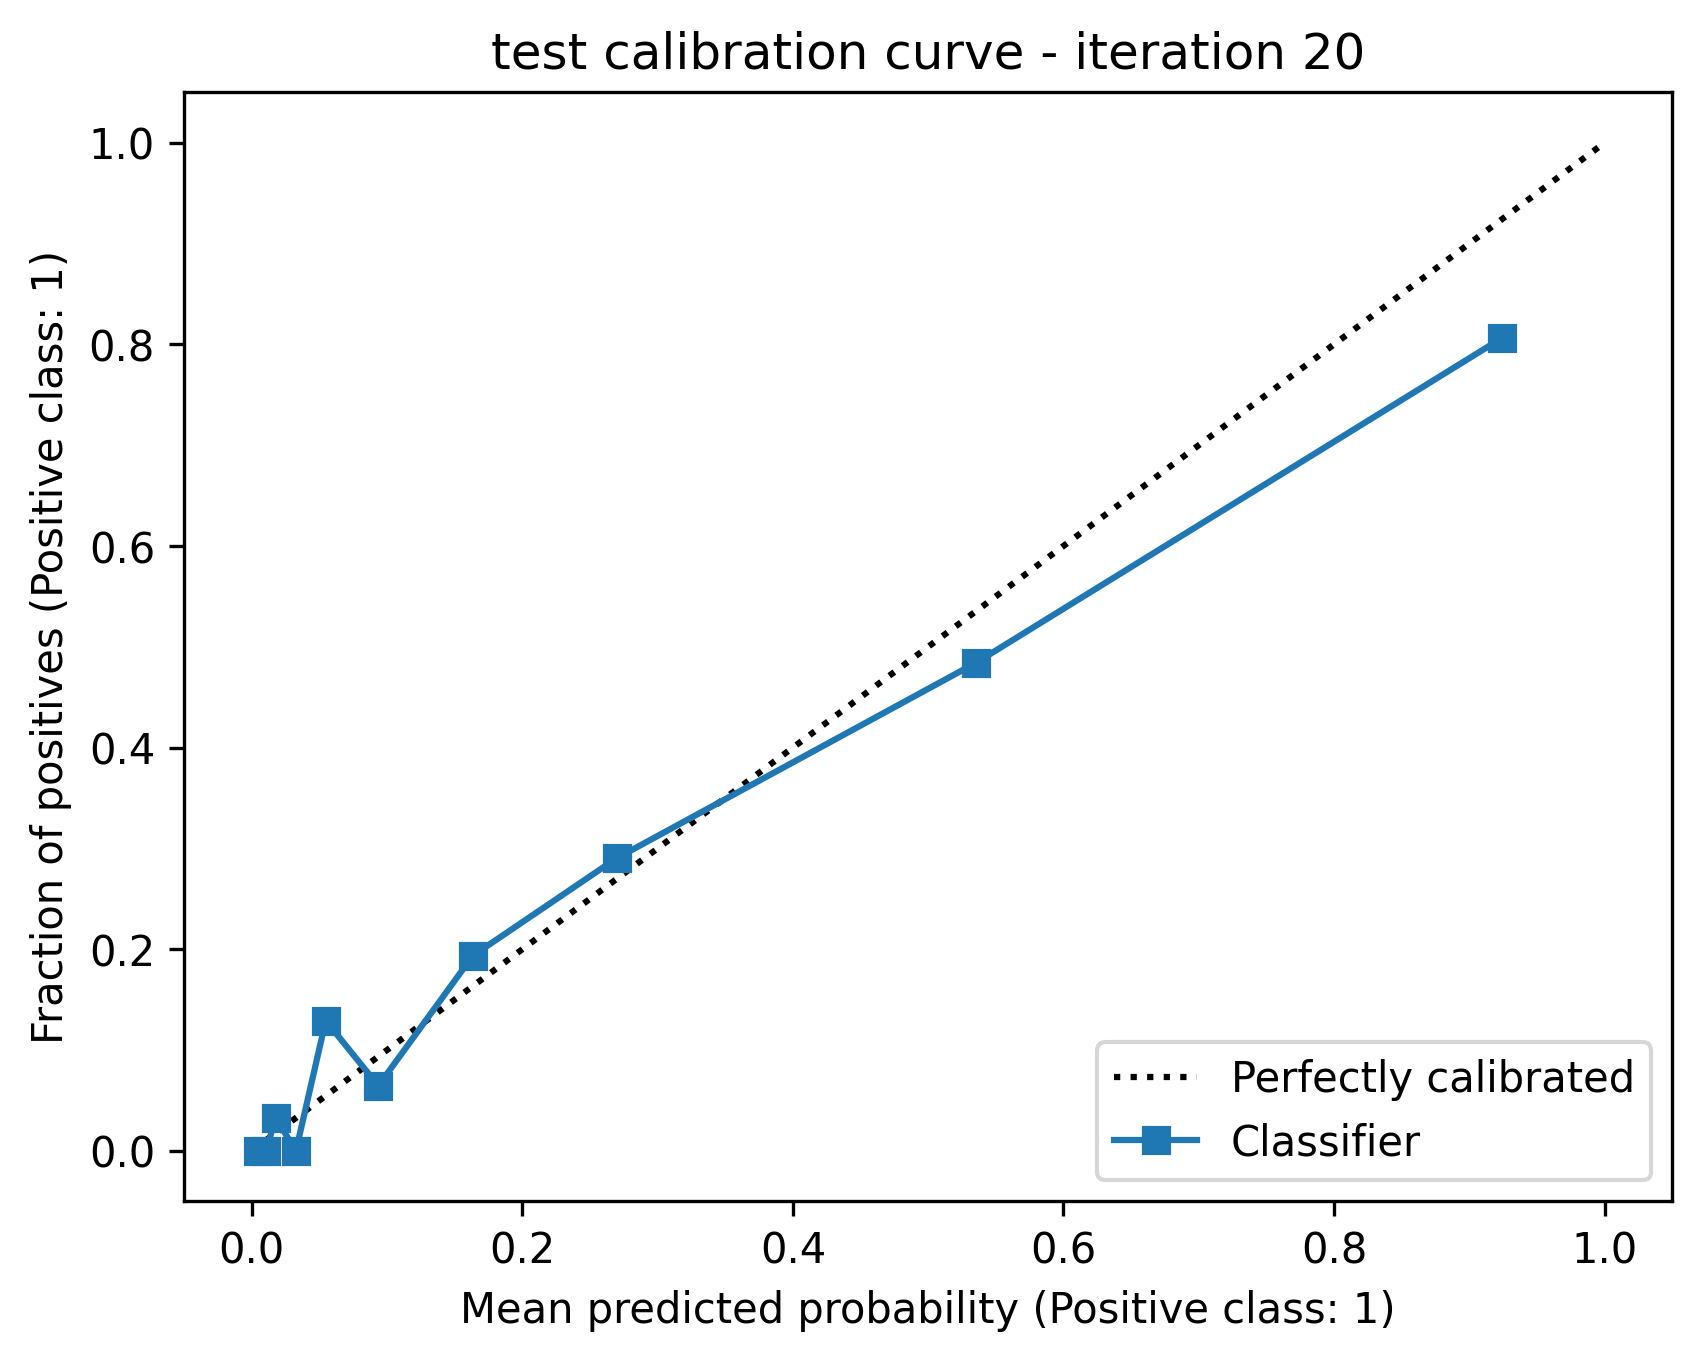 test calibration curve - iteration 20
Fraction of positives (Positive class: 1)
1.0
0.8
0.6
0.4
0.2
0.0
Perfectly calibrated
Classifier
0.0 0.2 0.4 0.6 0.8 1.0
Mean predicted probability (Positive class: 1)